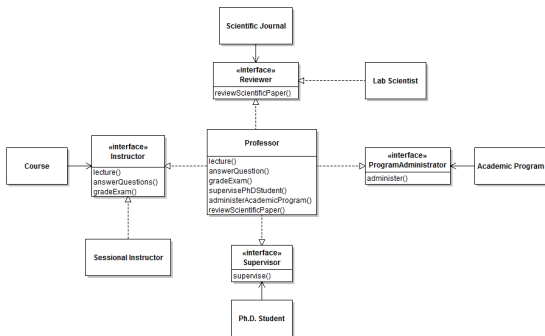 Scientific Journal
«interface»
Reviewer
reviewScientificPaper()
Lab Scientist
Course
«interface»
Instructor
lecture()
answerQuestions()
gradeExam()
Professor
lecture()
answerQuestion()
gradeExam()
supervisePhDStudent()
administerAcademicProgram()
reviewScientificPaper()
«interface»
ProgramAdministrator
administer()
Academic Program
Sessional Instructor
«interface»
Supervisor
supervise()
Ph.D. Student